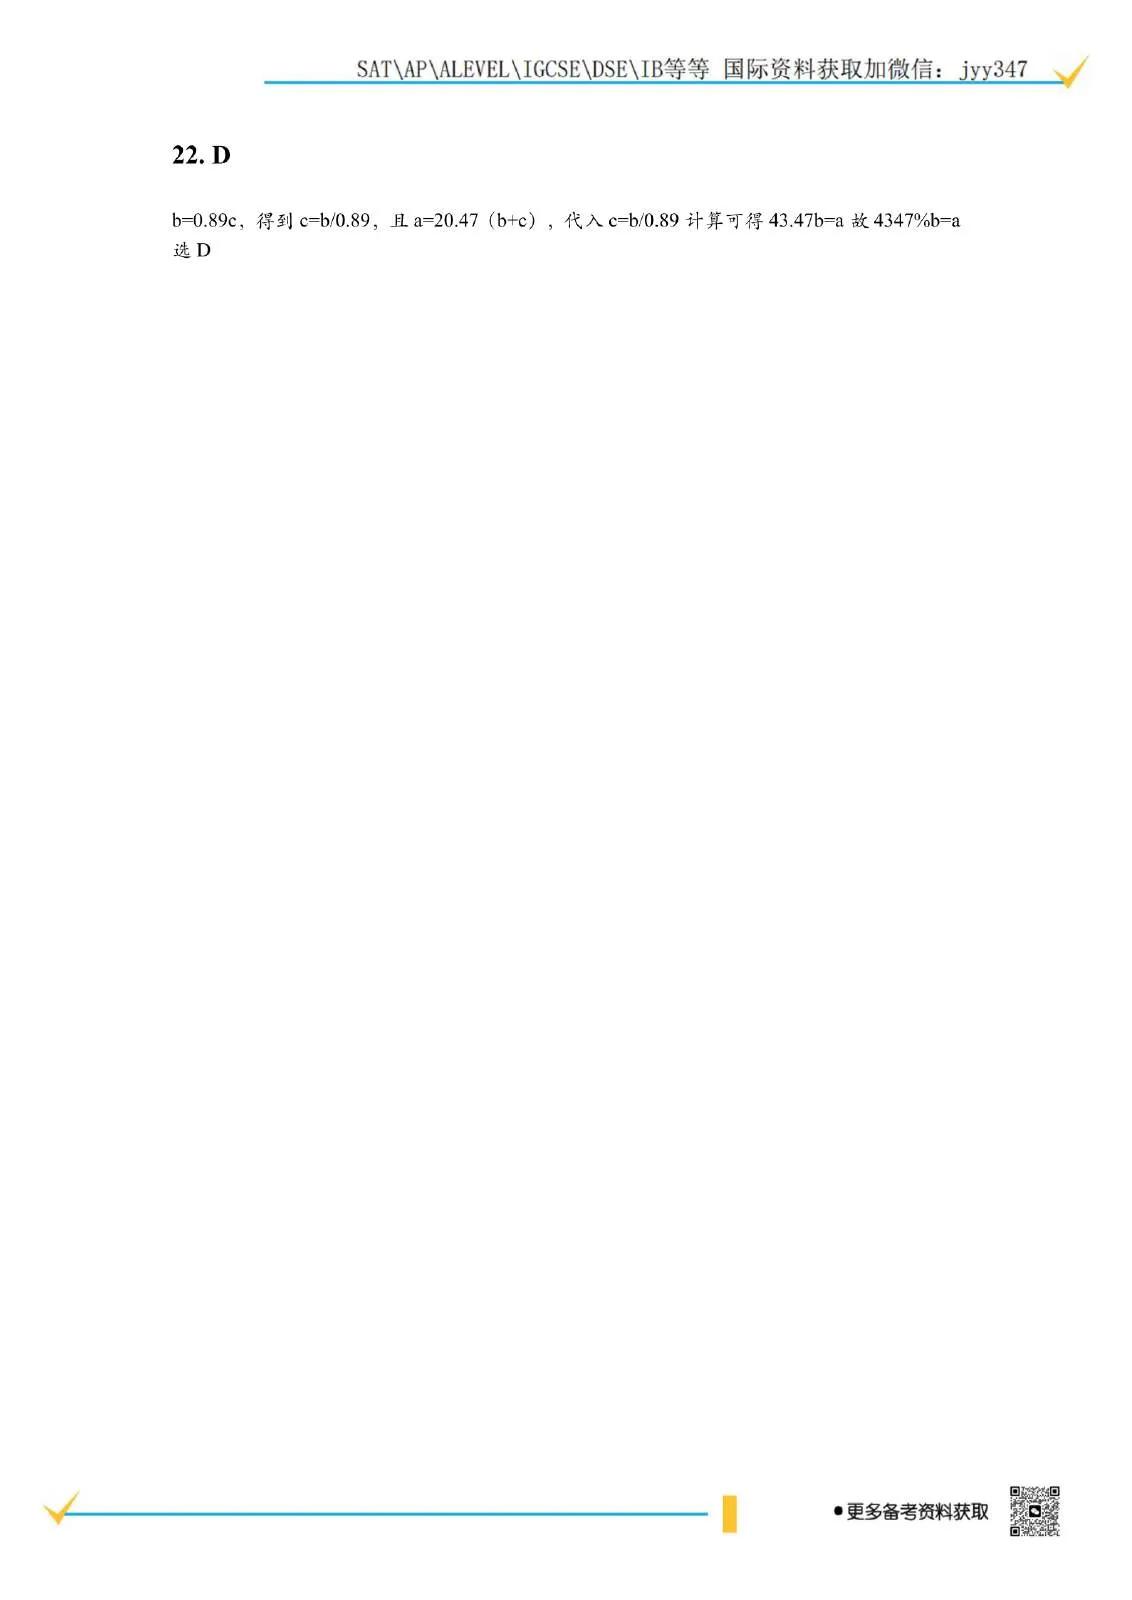 SAT\AP\ALEVEL\IGCSE\DSE\IB等等 国际资料获取加微信：jyy347
22. D
b=0.89c，得到 c=b/0.89，且 a=20.47（b+c），代入 c=b/0.89 计算可得 43.47b=a 故 4347%b=a
选 D
•更多备考资料获取